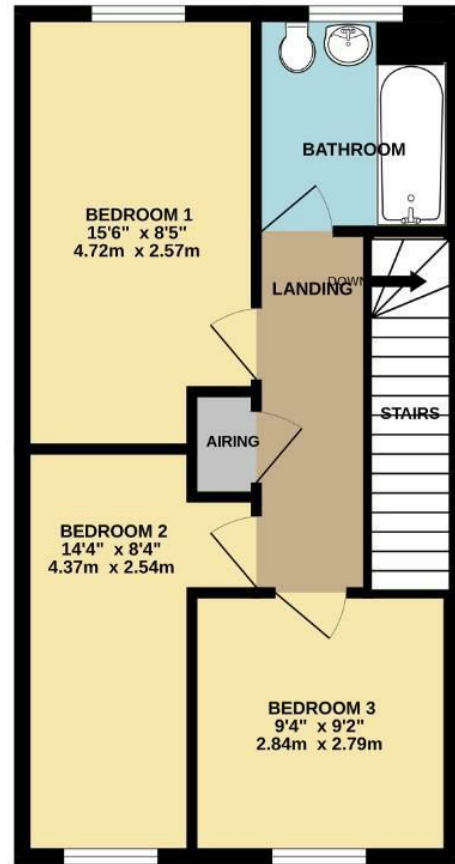 BATHROOM
BEDROOM 1
15'6" x 8'5"
4.72m x 2.57m
DOWN
LANDING
STAIRS
AIRING
BEDROOM 2
14'4" x 8'4"
4.37m x 2.54m
BEDROOM 3
9'4" x 9'2"
2.84m x 2.79m